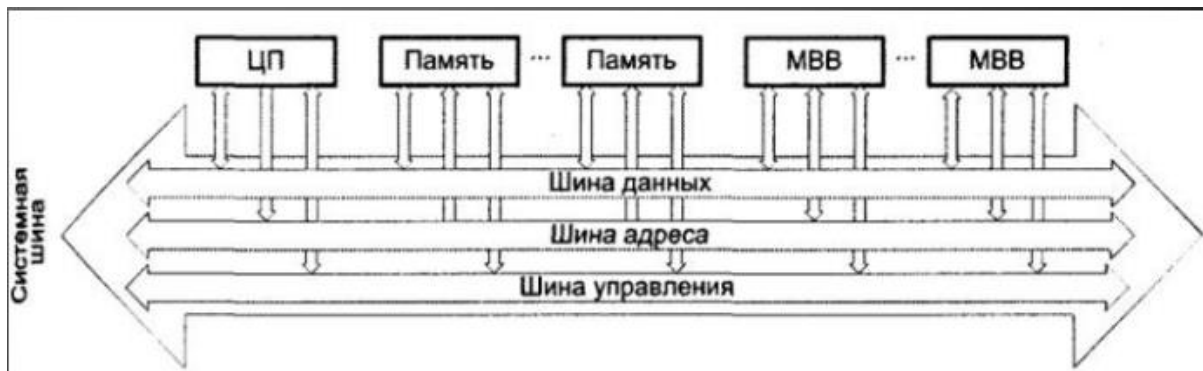 ЦП
Память
...
Память
МВВ
...
МВВ
Системная
шина
Шина данных
Шина адреса
Шина управления